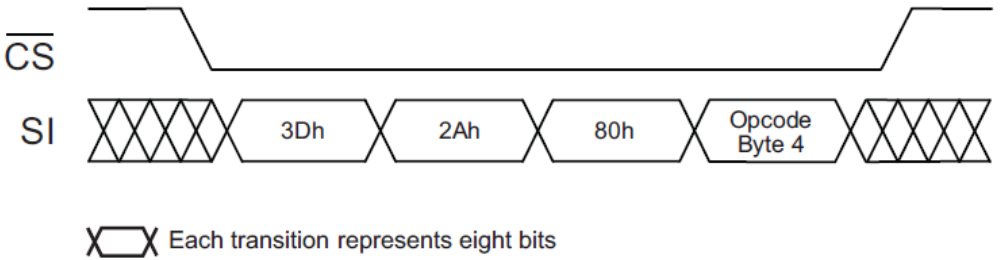 CS
SI
3Dh
2Ah
80h
Opcode
Byte 4
Each transition represents eight bits